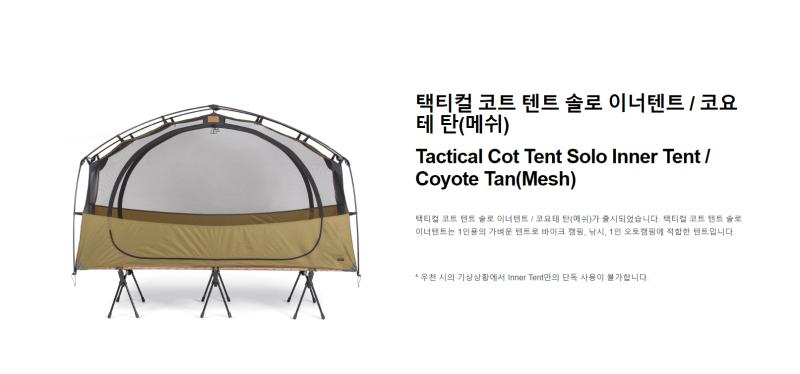 택티컬 코트 텐트 솔로 이너텐트 / 코요
테 탄(메쉬)
Tactical Cot Tent Solo Inner Tent /
Coyote Tan(Mesh)
택티컬 코트 텐트 솔로 이너텐트 / 코요테 탄(메쉬)가 출시되었습니다. 택티컬 코트 텐트 솔로
이너텐트는 1인용의 가벼운 텐트로 바이크 캠핑, 낚시, 1인 오토캠핑에 적합한 텐트입니다.
* 우천 시의 기상상황에서 Inner Tent만의 단독 사용이 불가합니다.